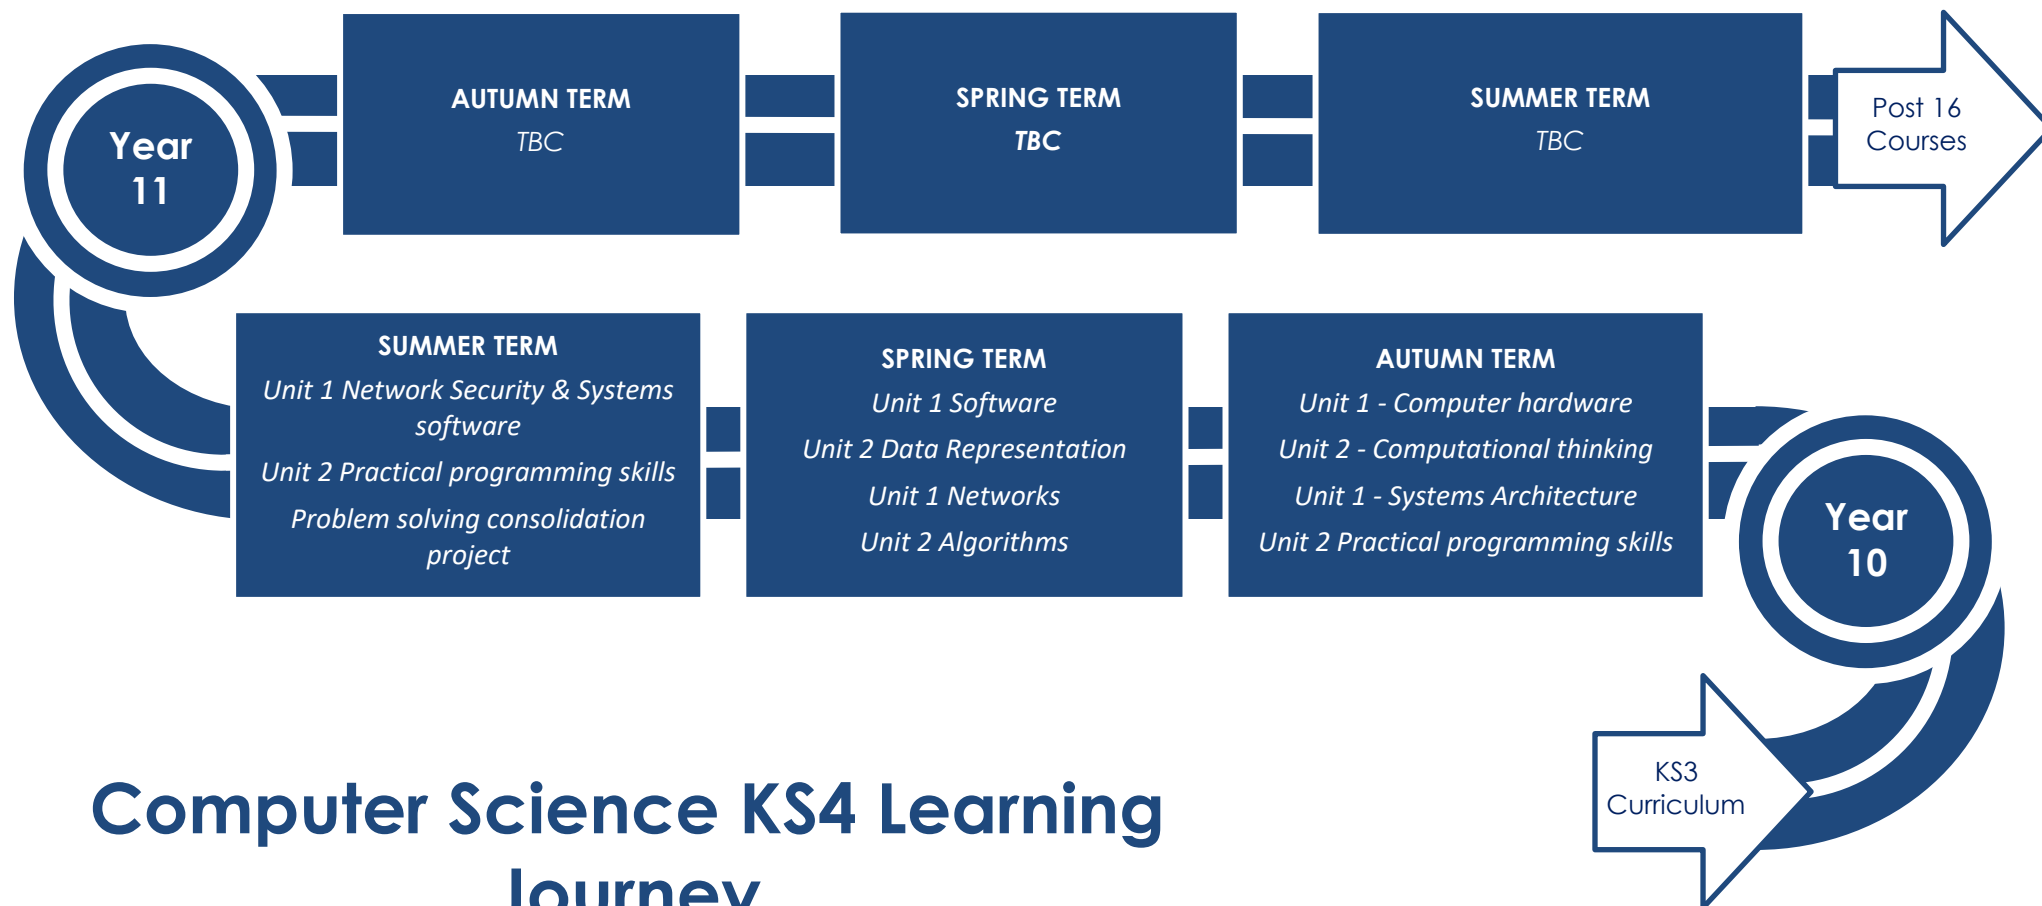 Year
11
AUTUMN TERM
TBC
SPRING TERM
TBC
SUMMER TERM
TBC
Post 16
Courses
SUMMER TERM
Unit 1 Network Security & Systems
software
Unit 2 Practical programming skills
Problem solving consolidation
project
SPRING TERM
Unit 1 Software
Unit 2 Data Representation
Unit 1 Networks
Unit 2 Algorithms
AUTUMN TERM
Unit 1 - Computer hardware
Unit 2 - Computational thinking
Unit 1 - Systems Architecture
Unit 2 Practical programming skills
Year
10
KS3
Curriculum
Computer Science KS4 Learning
Journey